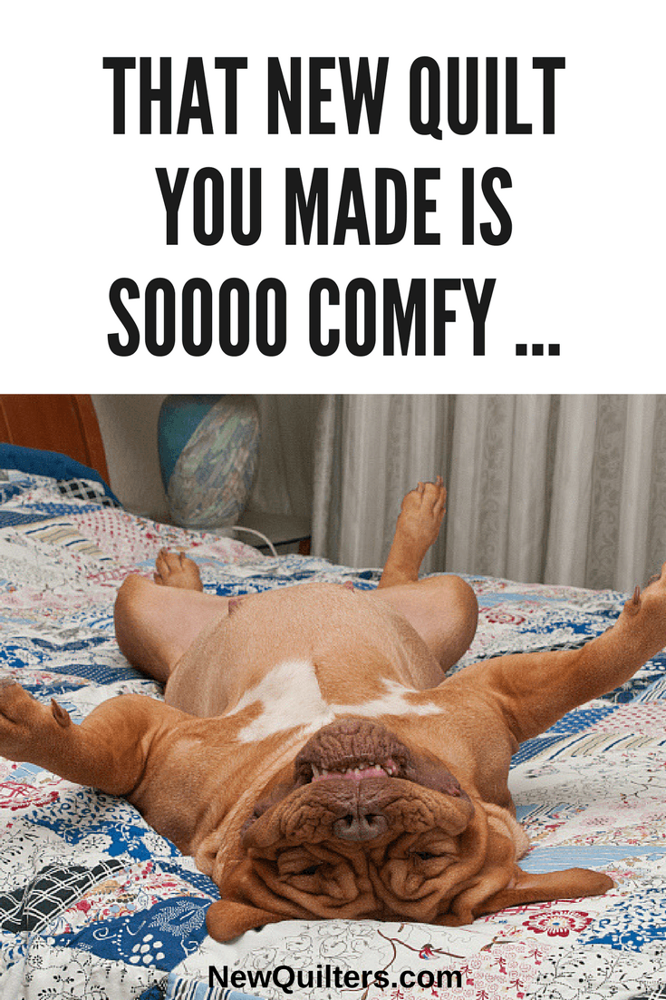 THAT NEW QUILT
YOU MADE IS
SOOOO COMFY ...
NewQuilters.com